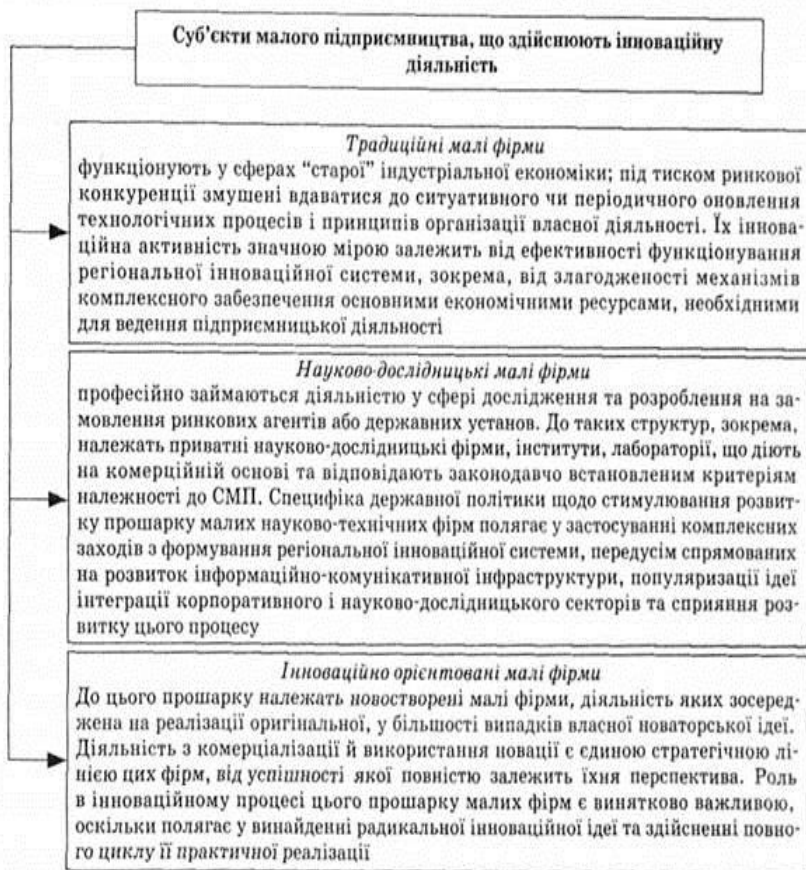 Суб’єкти малого підприємництва, що здійснюють інноваційну
діяльність
Традиційні малі фірми
функціонують у сферах “старої” індустріальної економіки; під тиском ринкової
конкуренції змушені вдаватися до ситуативного чи періодичного оновлення
технологічних процесів і принципів організації власної діяльності. Їх іннова-
ційна активність значною мірою залежить від ефективності функціонування
регіональної інноваційної системи, зокрема, від злагодженості механізмів
комплексного забезпечення основними економічними ресурсами, необхідними
для ведення підприємницької діяльності
Науково-дослідницькі малі фірми
професійно займаються діяльністю у сфері дослідження та розроблення на за-
мовлення ринкових агентів або державних установ. До таких структур, зокрема,
належать приватні науково-дослідницькі фірми, інститути, лабораторії, що діють
на комерційній основі та відповідають законодавчо встановленим критеріям
належності до СМП. Специфіка державної політики щодо стимулювання розвит-
ку прошарку малих науково-технічних фірм полягає у застосуванні комплексних
заходів з формування регіональної інноваційної системи, передусім спрямованих
на розвиток інформаційно-комунікативної інфраструктури, популяризації ідеї
інтеграції корпоративного і науково-дослідницького секторів та сприяння роз-
витку цього процесу
Інноваційно орієнтовані малі фірми
До цього прошарку належать новостворені малі фірми, діяльність яких зосеред-
жена на реалізації оригінальної, у більшості випадків власної новаторської ідеї.
Діяльність з комерціалізації й використання новації є єдиною стратегічною лі-
нією цих фірм, від успішності якої повністю залежить їхня перспектива. Роль
в інноваційному процесі цього прошарку малих фірм є винятково важливою,
оскільки полягає у винайденні радикальної інноваційної ідеї та здійсненні повно-
го циклу її практичної реалізації